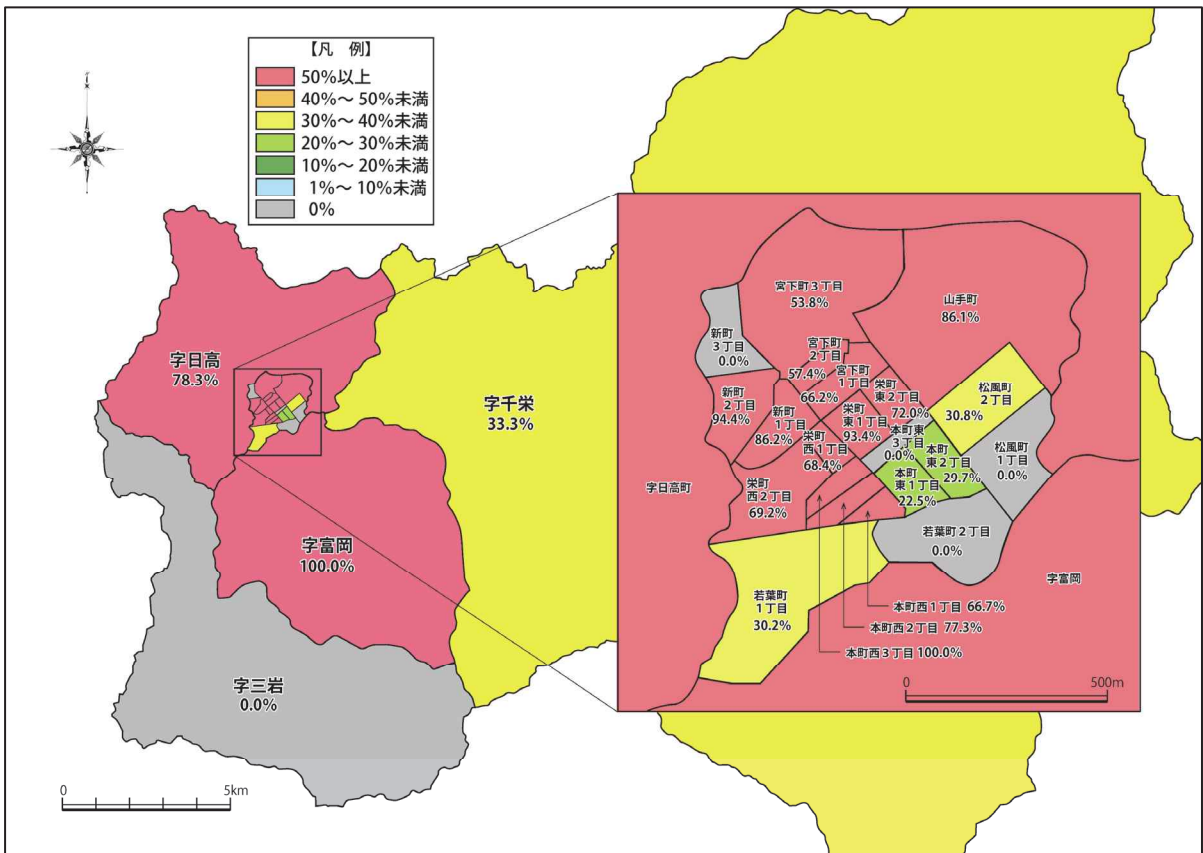 【凡 例】
50%以上
40%～50%未満
30%～40%未満
20%～30%未満
10%～20%未満
1%～10%未満
0%
字日高
78.3%
字千栄
33.3%
字富岡
100.0%
字三岩
0.0%
0
5km
宮下町3丁目
53.8%
山手町
86.1%
新町
3丁目
0.0%
宮下町
2丁目
57.4%
宮下町
1丁目
66.2%
栄町
東2丁目
72.0%
松風町
2丁目
30.8%
新町
2丁目
94.4%
新町
1丁目
86.2%
栄町
東1丁目
93.4%
栄町
西1丁目
68.4%
本町東
3丁目
0.0%
本町
東2丁目
29.7%
松風町
1丁目
0.0%
本町
東1丁目
22.5%
字日高町
栄町
西2丁目
69.2%
若葉町2丁目
0.0%
字富岡
若葉町
1丁目
30.2%
本町西1丁目 66.7%
本町西2丁目 77.3%
本町西3丁目 100.0%
0
500m